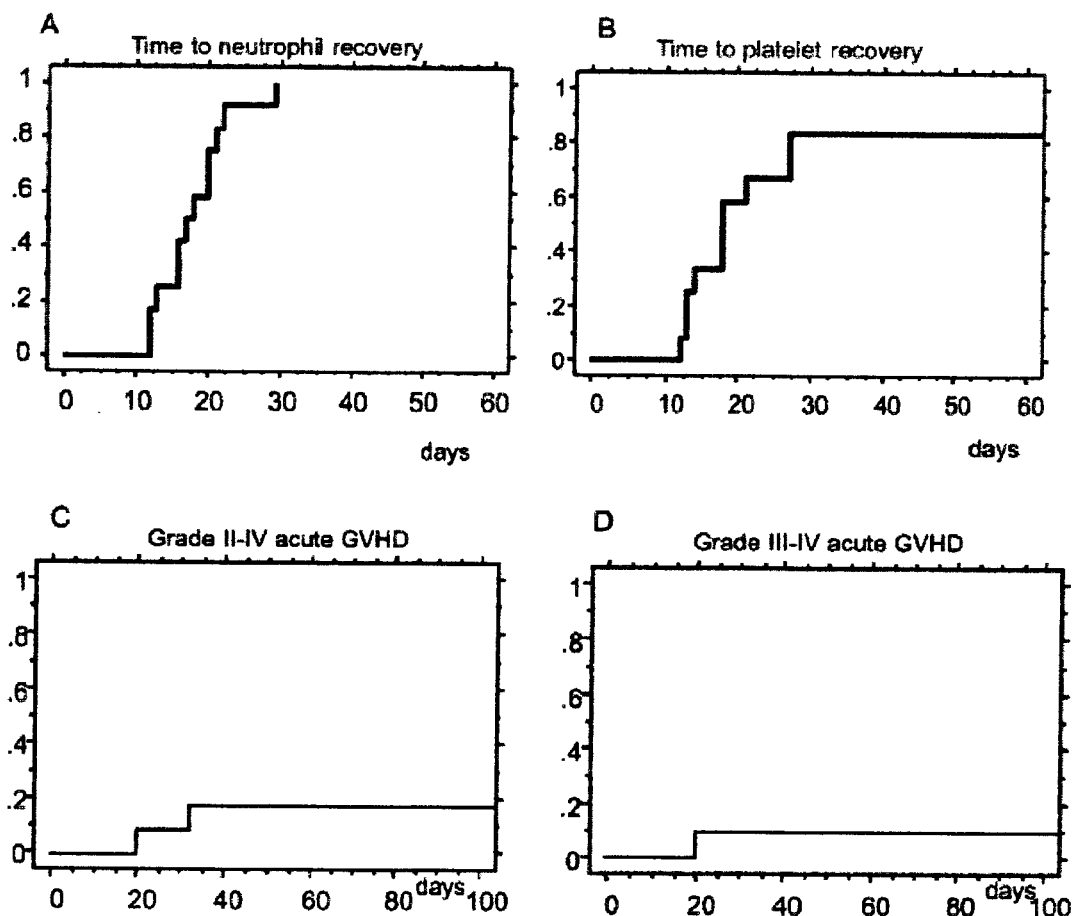 A
Time to neutrophil recovery
1
.8
.6
.4
.2
0
0 10 20 30 40 50 60
days
B
Time to platelet recovery
1
.8
.6
.4
.2
0
0 10 20 30 40 50 60
days
C
Grade II-IV acute GVHD
1
.8
.6
.4
.2
0
0 20 40 60 80 100
days
D
Grade III-IV acute GVHD
1
.8
.6
.4
.2
0
0 20 40 60 80 100
days